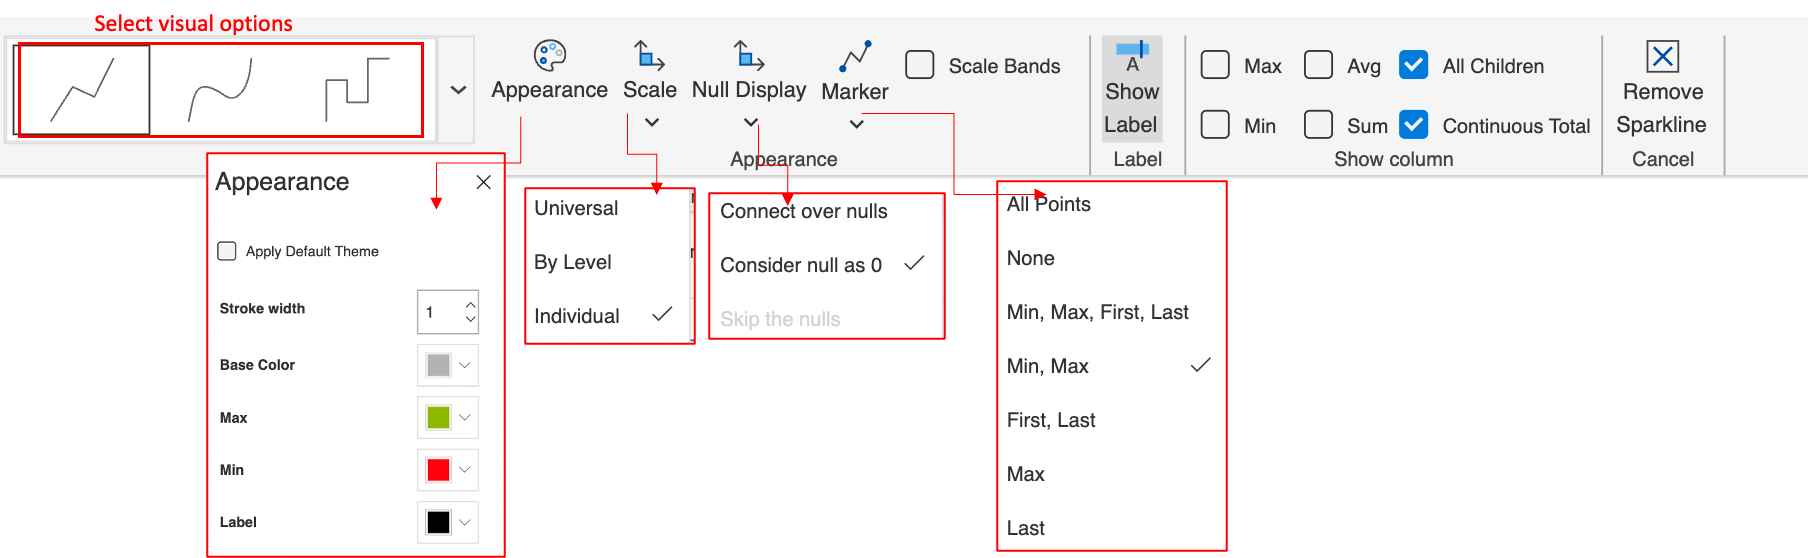 Select visual options
Appearance
Scale
Null Display
Marker
Scale Bands
Appearance
A
Show
Label
Label
Max
Avg
All Children
Min
Sum
Continuous Total
Show column
Remove
Sparkline
Cancel
Appearance
Apply Default Theme
Stroke width
1
Base Color
Max
Min
Label
Universal
By Level
Individual
Connect over nulls
Consider null as 0
Skip the nulls
All Points
None
Min, Max, First, Last
Min, Max
First, Last
Max
Last